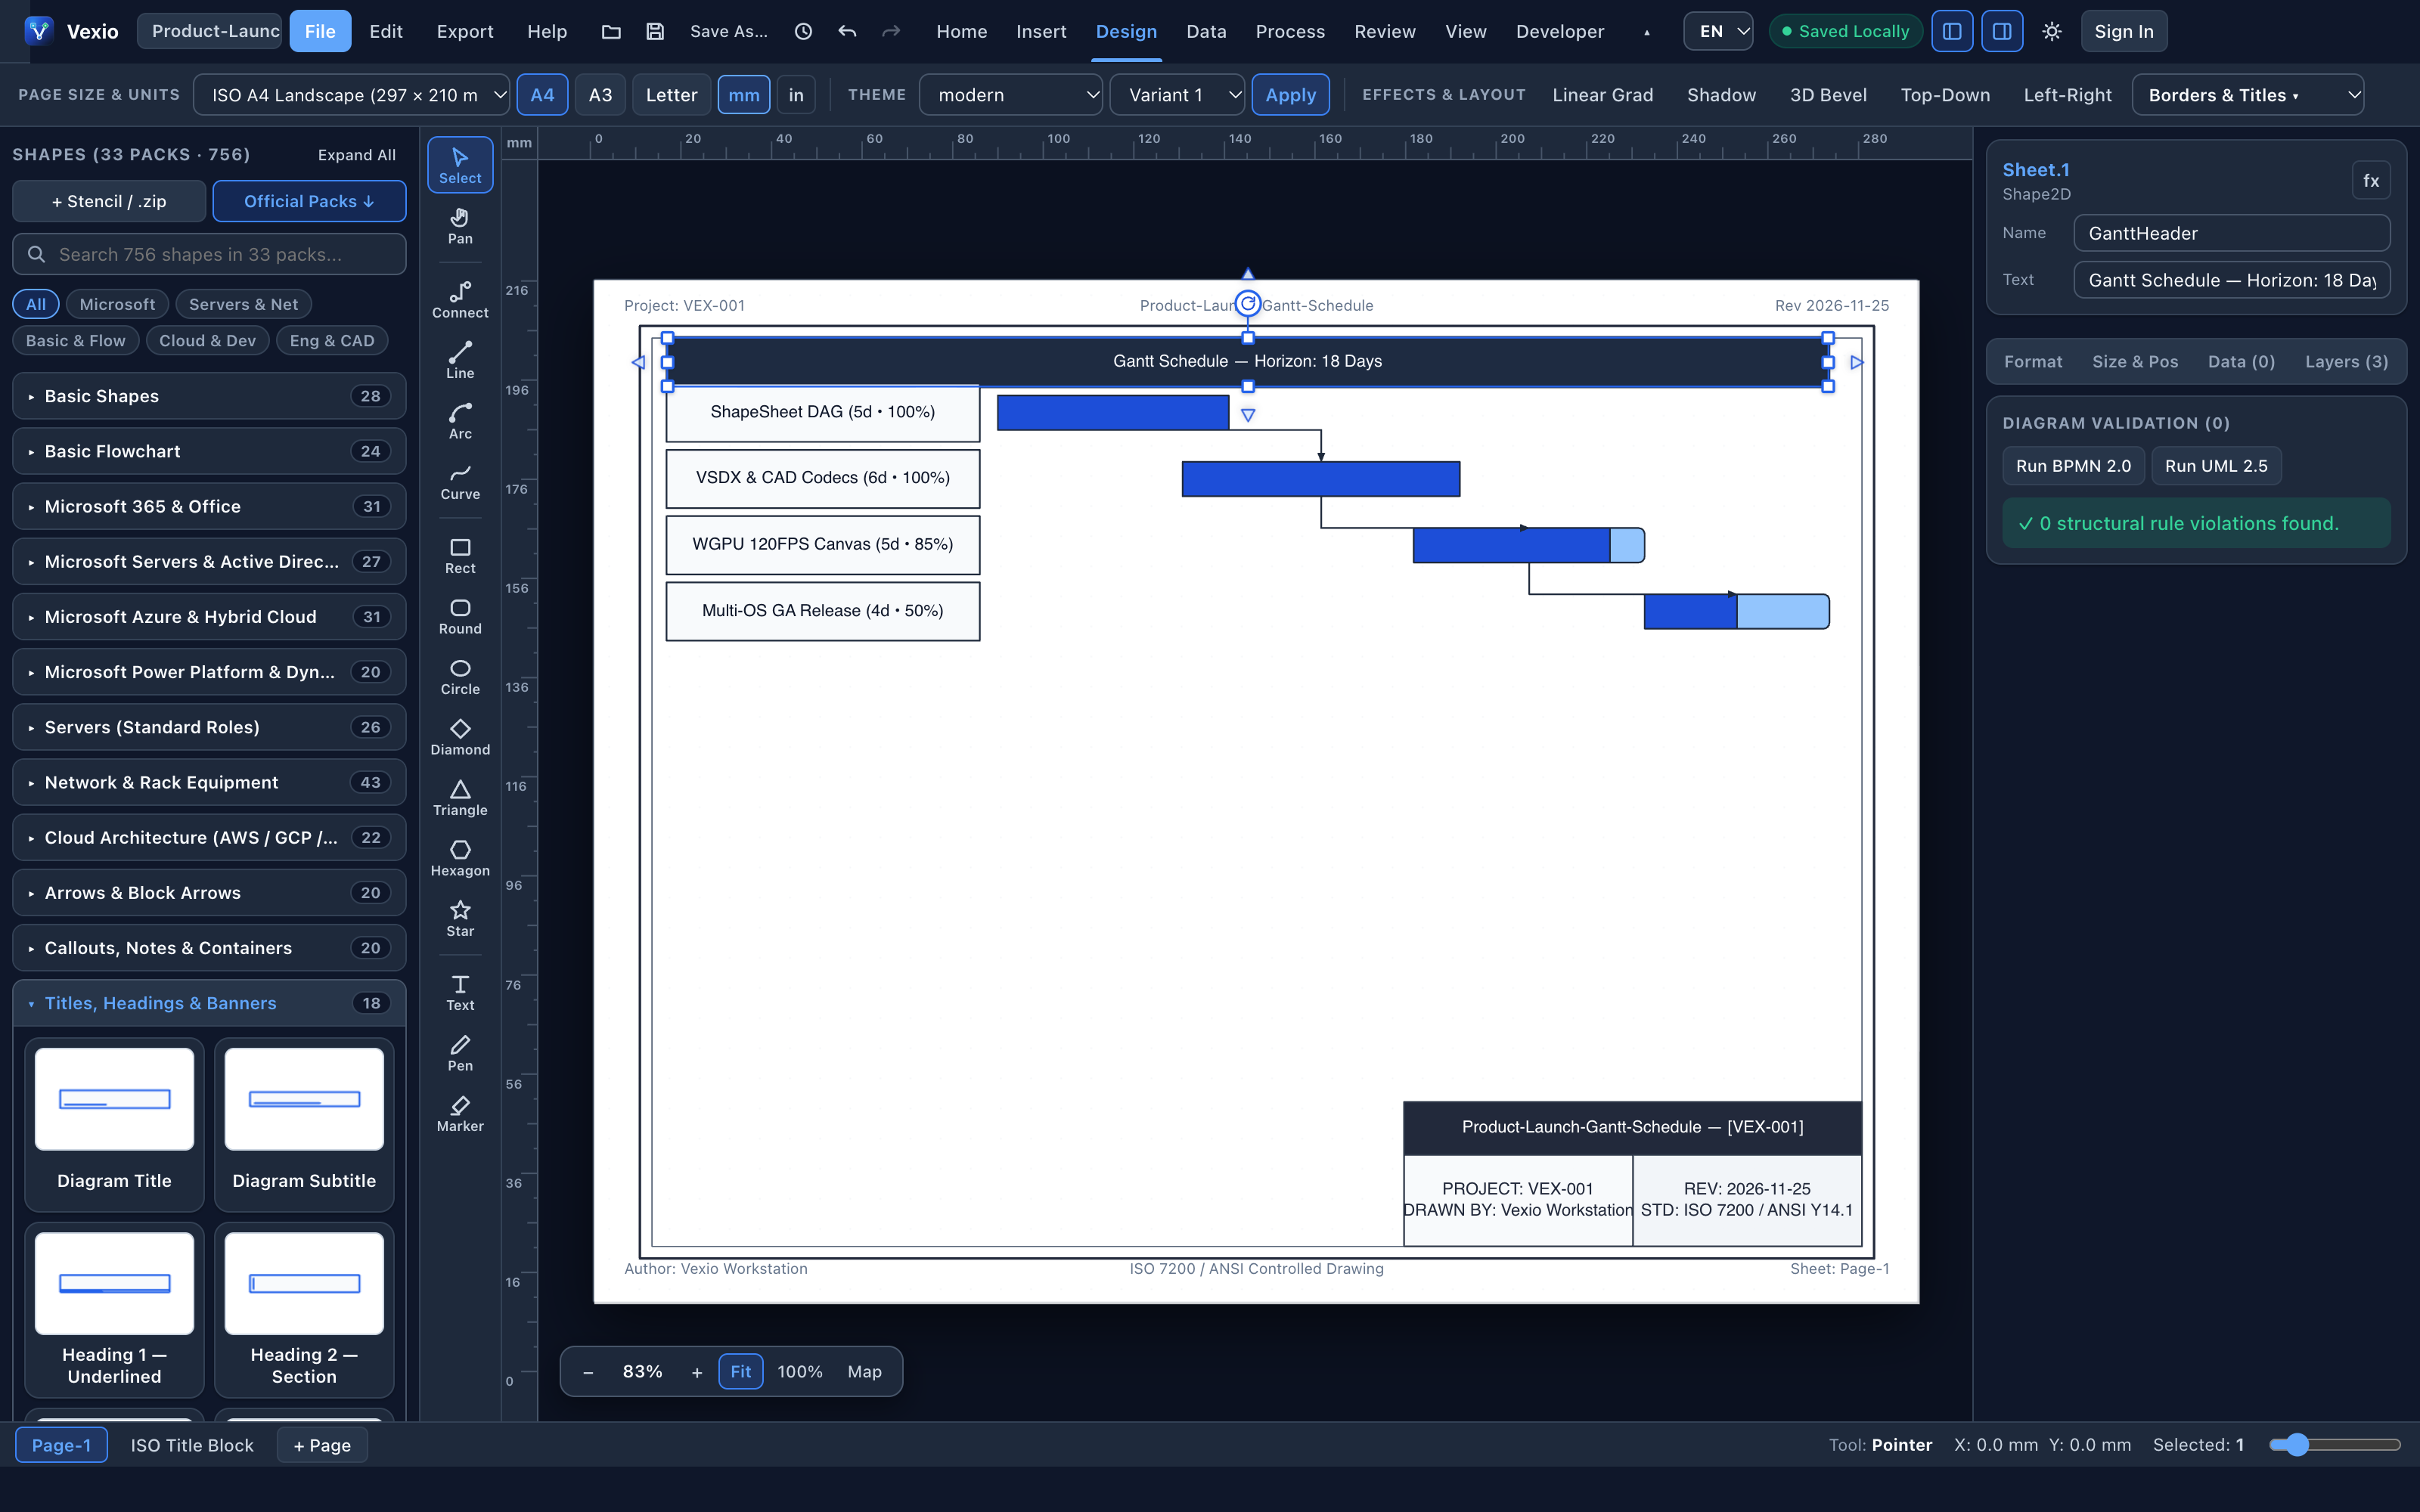 Vexio
Product-Launc
File
Edit
Export
Help
Save As...
Home
Insert
Design
Data
Process
Review
View
Developer
EN
Saved Locally
Sign In
PAGE SIZE & UNITS
ISO A4 Landscape (297 × 210 m
A4
A3
Letter
mm
in
THEME
modern
Variant 1
Apply
EFFECTS & LAYOUT
Linear Grad
Shadow
3D Bevel
Top-Down
Left-Right
Borders & Titles
SHAPES (33 PACKS · 756)
Expand All
+ Stencil / .zip
Official Packs ↓
Search 756 shapes in 33 packs...
All
Microsoft
Servers & Net
Basic & Flow
Cloud & Dev
Eng & CAD
Basic Shapes 28
Basic Flowchart 24
Microsoft 365 & Office 31
Microsoft Servers & Active Direc... 27
Microsoft Azure & Hybrid Cloud 31
Microsoft Power Platform & Dyn... 20
Servers (Standard Roles) 26
Network & Rack Equipment 43
Cloud Architecture (AWS / GCP /... 22
Arrows & Block Arrows 20
Callouts, Notes & Containers 20
Titles, Headings & Banners 18
Diagram Title
Diagram Subtitle
Heading 1 —
Underlined
Heading 2 —
Section
Select
Pan
Connect
Line
Arc
Curve
Rect
Round
Circle
Diamond
Triangle
Hexagon
Star
Text
Pen
Marker
mm
0 20 40 60 80 100 120 140 160 180 200 220 240 260 280
216
196
176
156
136
116
96
76
56
36
16
0
Project: VEX-001
Product-Laun
Gantt-Schedule
Rev 2026-11-25
Gantt Schedule — Horizon: 18 Days
ShapeSheet DAG (5d • 100%)
VSDX & CAD Codecs (6d • 100%)
WGPU 120FPS Canvas (5d • 85%)
Multi-OS GA Release (4d • 50%)
Product-Launch-Gantt-Schedule — [VEX-001]
PROJECT: VEX-001
DRAWN BY: Vexio Workstation
REV: 2026-11-25
STD: ISO 7200 / ANSI Y14.1
Author: Vexio Workstation
ISO 7200 / ANSI Controlled Drawing
Sheet: Page-1
− 83% + Fit 100% Map
Sheet.1
Shape2D
fx
Name
GanttHeader
Text
Gantt Schedule — Horizon: 18 Day
Format
Size & Pos
Data (0)
Layers (3)
DIAGRAM VALIDATION (0)
Run BPMN 2.0
Run UML 2.5
✓ 0 structural rule violations found.
Page-1
ISO Title Block
+ Page
Tool: Pointer
X: 0.0 mm Y: 0.0 mm
Selected: 1